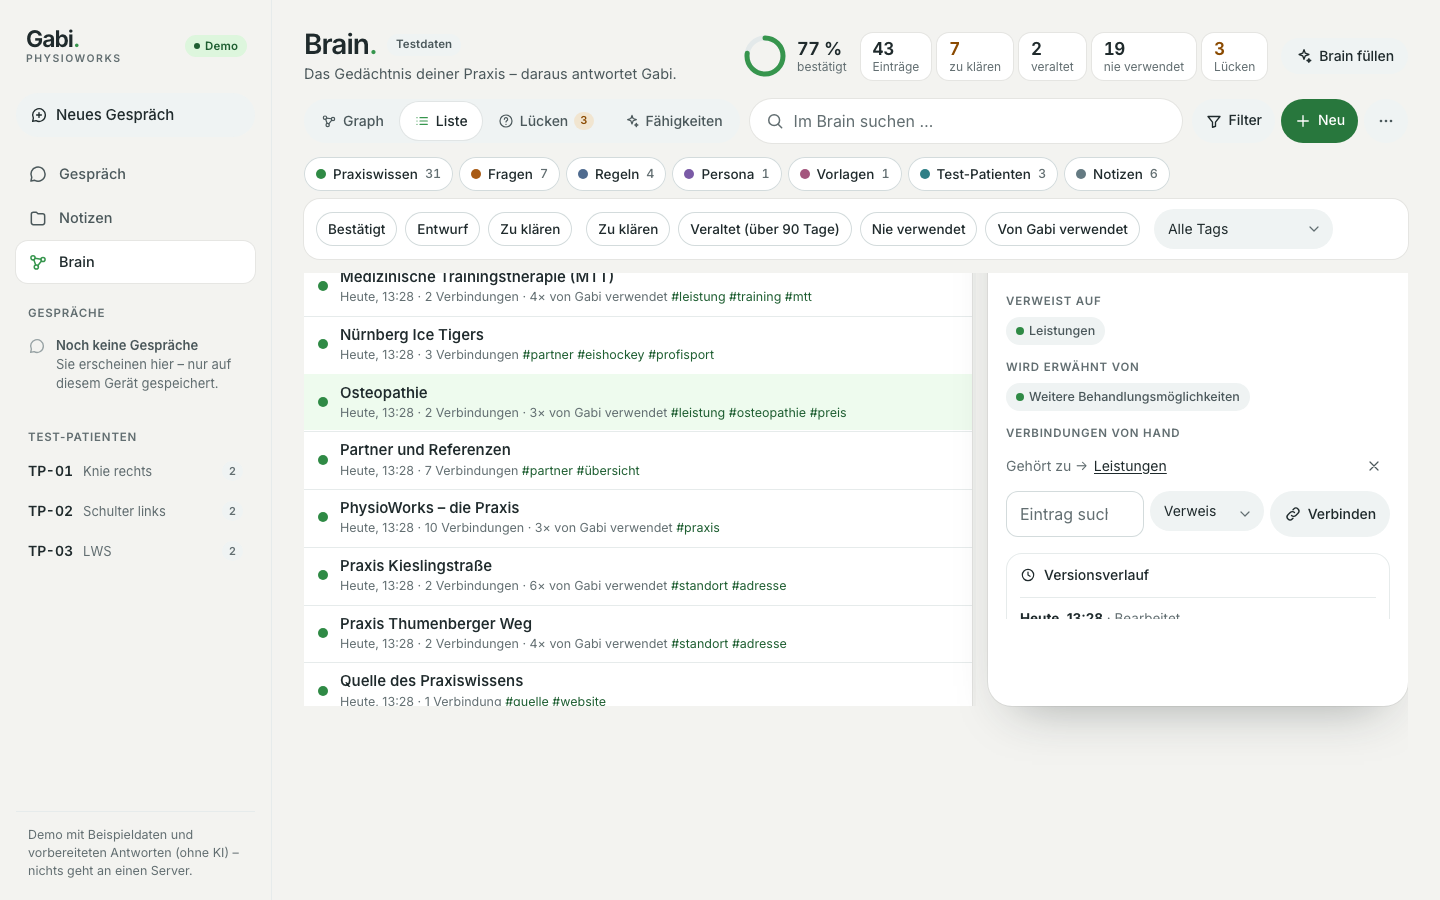 Gabi.
PHYSIOWORKS
Demo
Neues Gespräch
Gespräch
Notizen
Brain
GESPRÄCHE
Noch keine Gespräche
Sie erscheinen hier – nur auf
diesem Gerät gespeichert.
TEST-PATIENTEN
TP-01 Knie rechts 2
TP-02 Schulter links 2
TP-03 LWS 2
Demo mit Beispieldaten und
vorbereiteten Antworten (ohne KI) –
nichts geht an einen Server.
Brain. Testdaten
Das Gedächtnis deiner Praxis – daraus antwortet Gabi.
77 % bestätigt
43 Einträge
7 zu klären
2 veraltet
19 nie verwendet
3 Lücken
Brain füllen
Graph Liste Lücken 3 Fähigkeiten
Im Brain suchen ...
Filter
Neu
Praxiswissen 31 Fragen 7 Regeln 4 Persona 1 Vorlagen 1 Test-Patienten 3 Notizen 6
Bestätigt Entwurf Zu klären Zu klären Veraltet (über 90 Tage) Nie verwendet Von Gabi verwendet Alle Tags
Medizinische Trainingstherapie (MTT)
Heute, 13:28 · 2 Verbindungen · 4× von Gabi verwendet #leistung #training #mtt
Nürnberg Ice Tigers
Heute, 13:28 · 3 Verbindungen #partner #eishockey #profisport
Osteopathie
Heute, 13:28 · 2 Verbindungen · 3× von Gabi verwendet #leistung #osteopathie #preis
Partner und Referenzen
Heute, 13:28 · 7 Verbindungen #partner #übersicht
PhysioWorks – die Praxis
Heute, 13:28 · 10 Verbindungen · 3× von Gabi verwendet #praxis
Praxis Kieslingstraße
Heute, 13:28 · 2 Verbindungen · 6× von Gabi verwendet #standort #adresse
Praxis Thumenberger Weg
Heute, 13:28 · 2 Verbindungen · 4× von Gabi verwendet #standort #adresse
Quelle des Praxiswissens
Heute, 13:28 · 1 Verbindung #quelle #website
VERWEIST AUF
Leistungen
WIRD ERWÄHNT VON
Weitere Behandlungsmöglichkeiten
VERBINDUNGEN VON HAND
Gehört zu → Leistungen
Eintrag such Verweis Verbinden
Versionsverlauf
Heute, 13:28 · Bearbeitet